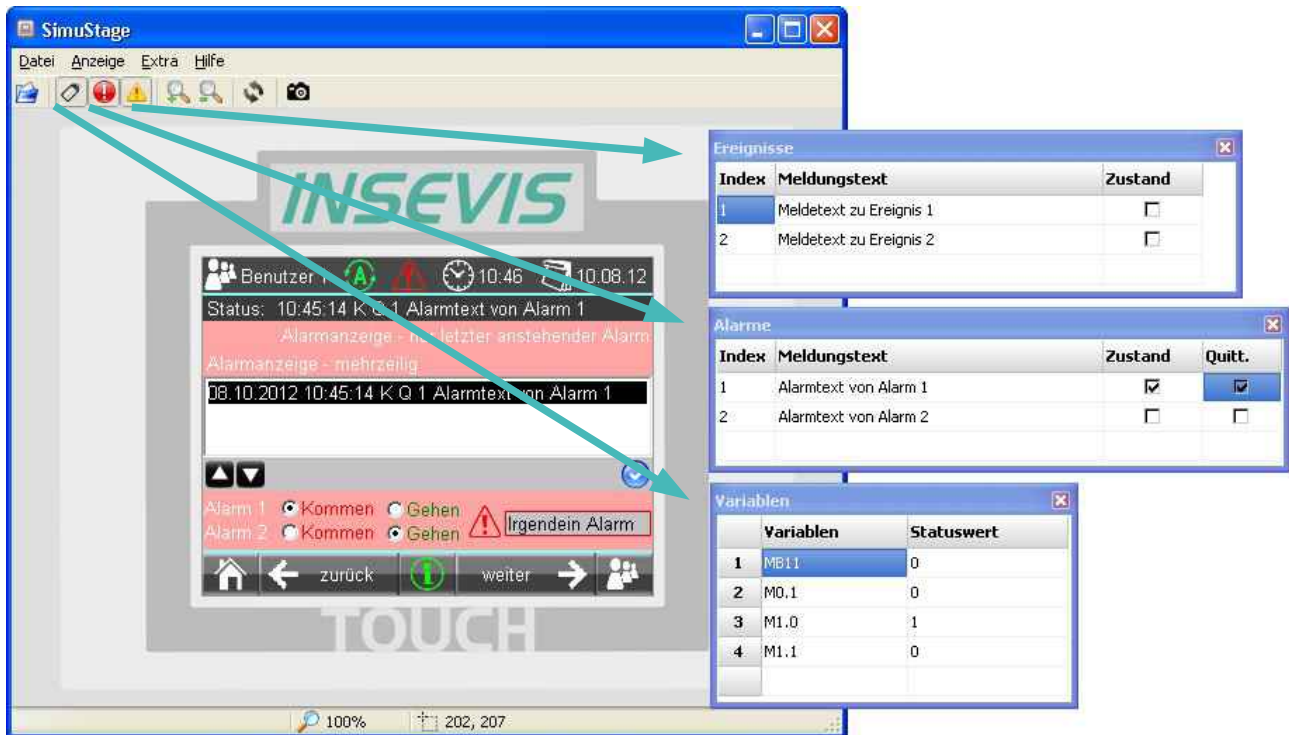 SimuStage
Datei Anzeige Extra Hilfe
INSEVIS
Benutzer 1 A 10:46 10.08.12
Status: 10:45:14 K Q 1 Alarmtext von Alarm 1
Alarmanzeige - nur letzter anstehender Alarm
Alarmanzeige - mehrzeilig
08.10.2012 10:45:14 K Q 1 Alarmtext von Alarm 1
Alarm 1 Kommen Gehen
Alarm 2 Kommen Gehen
Irgendein Alarm
zurück weiter
TOUCH
100% 202, 207
Ereignisse
Index Meldungstext Zustand
1 Meldetext zu Ereignis 1
2 Meldetext zu Ereignis 2
Alarme
Index Meldungstext Zustand Quitt.
1 Alarmtext von Alarm 1
2 Alarmtext von Alarm 2
Variablen
Variablen Statuswert
1 MB11 0
2 M0.1 0
3 M1.0 1
4 M1.1 0